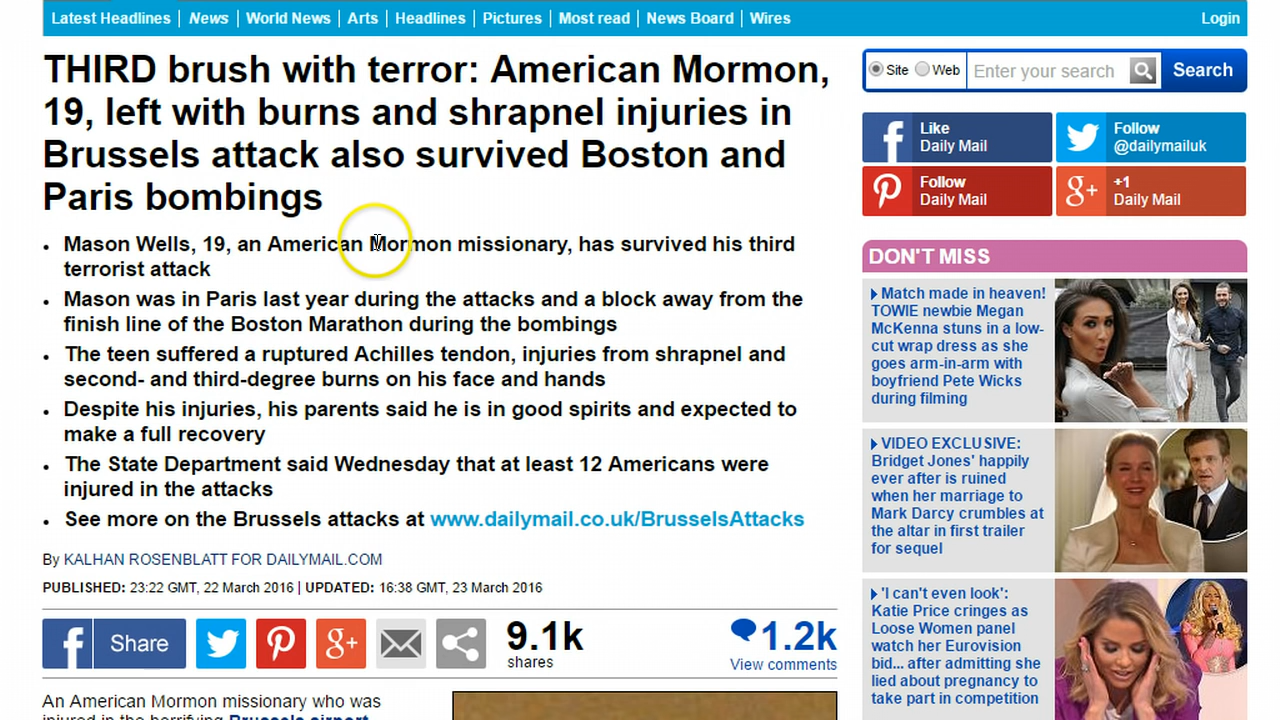 Latest Headlines | News | World News | Arts | Headlines | Pictures | Most read | News Board | Wires
Login
THIRD brush with terror: American Mormon,
19, left with burns and shrapnel injuries in
Brussels attack also survived Boston and
Paris bombings
• Mason Wells, 19, an American Mormon missionary, has survived his third
terrorist attack
• Mason was in Paris last year during the attacks and a block away from the
finish line of the Boston Marathon during the bombings
• The teen suffered a ruptured Achilles tendon, injuries from shrapnel and
second- and third-degree burns on his face and hands
• Despite his injuries, his parents said he is in good spirits and expected to
make a full recovery
• The State Department said Wednesday that at least 12 Americans were
injured in the attacks
• See more on the Brussels attacks at www.dailymail.co.uk/BrusselsAttacks
By KALHAN ROSENBLATT FOR DAILYMAIL.COM
PUBLISHED: 23:22 GMT, 22 March 2016 | UPDATED: 16:38 GMT, 23 March 2016
Share
9.1k
shares
1.2k
View comments
An American Mormon missionary who was
injured in the horrifying Brussels airport
Site Web Enter your search Search
Like
Daily Mail
Follow
@dailymailuk
Follow
Daily Mail
+1
Daily Mail
DON'T MISS
Match made in heaven!
TOWIE newbie Megan
McKenna stuns in a low-
cut wrap dress as she
goes arm-in-arm with
boyfriend Pete Wicks
during filming
VIDEO EXCLUSIVE:
Bridget Jones' happily
ever after is ruined
when her marriage to
Mark Darcy crumbles at
the altar in first trailer
for sequel
'I can't even look':
Katie Price cringes as
Loose Women panel
watch her Eurovision
bid... after admitting she
lied about pregnancy to
take part in competition